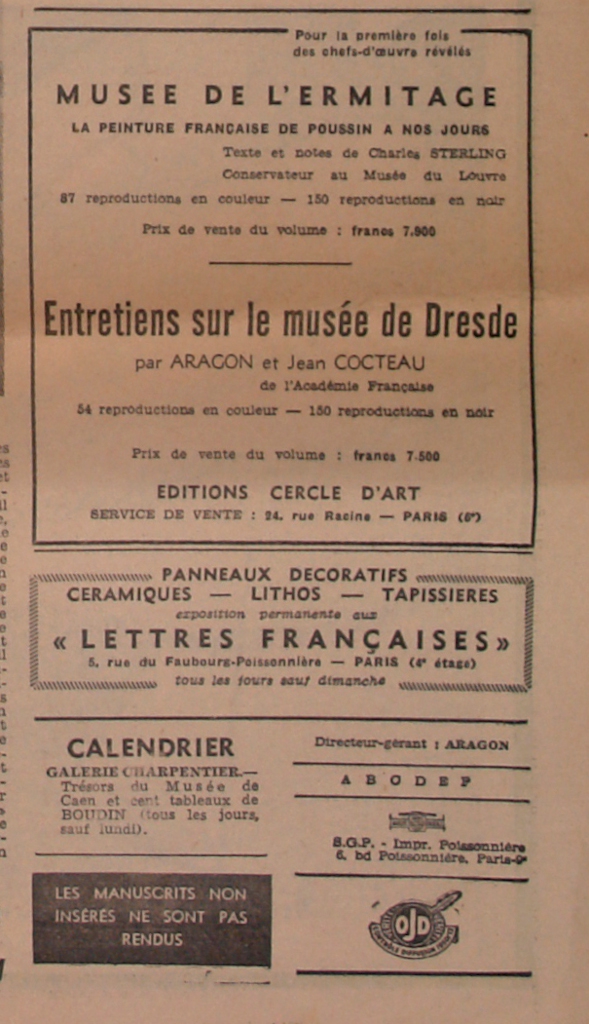 Pour la première fois
des chefs-d'œuvre révélés
MUSEE DE L'ERMITAGE
LA PEINTURE FRANCAISE DE POUSSIN A NOS JOURS
Texte et notes de Charles STERLING
Conservateur au Musée du Louvre
87 reproductions en couleur — 150 reproductions en noir
Prix de vente du volume : francs 7.800
Entretiens sur le musée de Dresde
par ARAGON et Jean COCTEAU
de l'Académie Française
54 reproductions en couleur — 150 reproductions en noir
Prix de vente du volume : francs 7.500
EDITIONS CERCLE D'ART
SERVICE DE VENTE : 24, rue Racine — PARIS (6e)
PANNEAUX DECORATIFS
CERAMIQUES — LITHOS — TAPISSIERES
exposition permanente aux
« LETTRES FRANÇAISES »
5, rue du Faubourg-Poissonnière — PARIS (4e étage)
tous les jours sauf dimanche
CALENDRIER
GALERIE CHARPENTIER.—
Trésors du Musée de
Caen et cent tableaux de
BOUDIN (tous les jours,
sauf lundi).
LES MANUSCRITS NON
INSÉRÉS NE SONT PAS
RENDUS
Directeur-gérant : ARAGON
A B O D E P
S.G.P. - Impr. Poissonnière
6, bd Poissonnière, Paris-9e
OJD